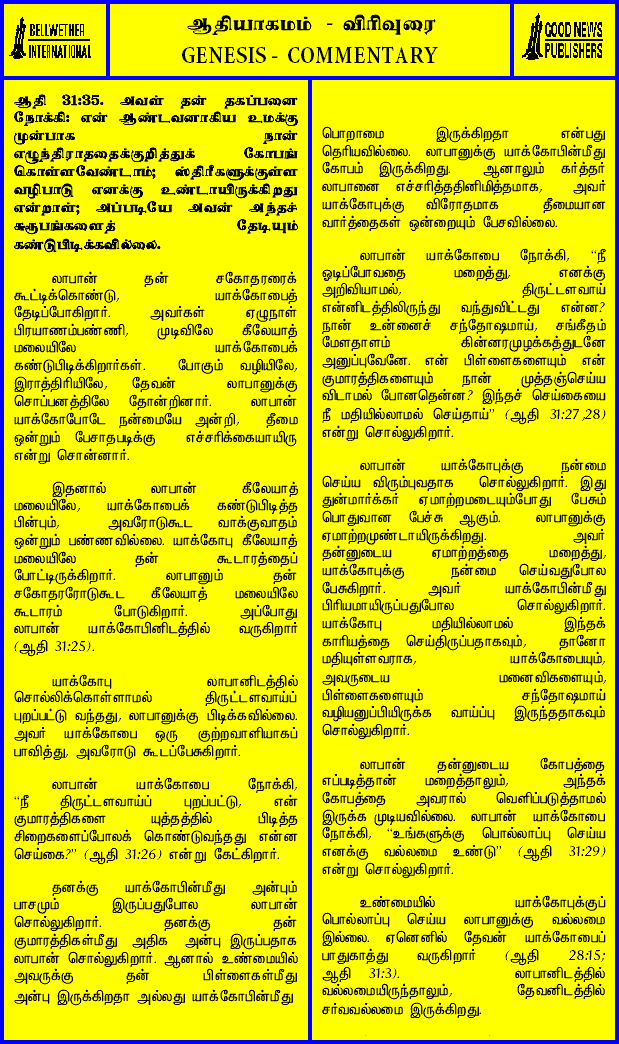 BELLWETHER
INTERNATIONAL
ஆதியாகமம் - விரிவுரை
GENESIS - COMMENTARY
GOOD NEWS
PUBLISHERS
ஆதி 31:35. அவள் தன் தகப்பனை
நோக்கி: என் ஆண்டவனாகிய உமக்கு
முன்பாக நான்
எழுந்திராததைக்குறித்துக் கோபங்
கொள்ளவேண்டாம்; ஸ்திரீகளுக்குள்ள
வழிபாடு எனக்கு உண்டாயிருக்கிறது
என்றாள்; அப்படியே அவன் அந்தச்
சுரூபங்களைத் தேடியும்
கண்டுபிடிக்கவில்லை.
லாபான் தன் சகோதரரைக்
கூட்டிக்கொண்டு, யாக்கோபைத்
தேடிப்போகிறார். அவர்கள் ஏழுநாள்
பிரயாணம்பண்ணி, முடிவிலே கீலேயாத்
மலையிலே யாக்கோபைக்
கண்டுபிடிக்கிறார்கள். போகும் வழியிலே,
இராத்திரியிலே, தேவன் லாபானுக்கு
சொப்பனத்திலே தோன்றினார். லாபான்
யாக்கோபோடே நன்மையே அன்றி, தீமை
ஒன்றும் பேசாதபடிக்கு எச்சரிக்கையாயிரு
என்று சொன்னார்.
இதனால் லாபான் கீலேயாத்
மலையிலே, யாக்கோபைக் கண்டுபிடித்த
பின்பும், அவரோடுகூட வாக்குவாதம்
ஒன்றும் பண்ணவில்லை. யாக்கோபு கீலேயாத்
மலையிலே தன் கூடாரத்தைப்
போட்டிருக்கிறார். லாபானும் தன்
சகோதரரோடுகூட கீலேயாத் மலையிலே
கூடாரம் போடுகிறார். அப்போது
லாபான் யாக்கோபினிடத்தில் வருகிறார்
(ஆதி 31:25).
யாக்கோபு லாபானிடத்தில்
சொல்லிக்கொள்ளாமல் திருட்டளவாய்ப்
புறப்பட்டு வந்தது, லாபானுக்கு பிடிக்கவில்லை.
அவர் யாக்கோபை ஒரு குற்றவாளியாகப்
பாவித்து, அவரோடு கூடப்பேசுகிறார்.
லாபான் யாக்கோபை நோக்கி,
“நீ திருட்டளவாய்ப் புறப்பட்டு, என்
குமாரத்திகளை யுத்தத்தில் பிடித்த
சிறைகளைப்போலக் கொண்டுவந்தது என்ன
செய்கை?” (ஆதி 31:26) என்று கேட்கிறார்.
தனக்கு யாக்கோபின்மீது அன்பும்
பாசமும் இருப்பதுபோல லாபான்
சொல்லுகிறார். தனக்கு தன்
குமாரத்திகள்மீது அதிக அன்பு இருப்பதாக
லாபான் சொல்லுகிறார். ஆனால் உண்மையில்
அவருக்கு தன் பிள்ளைகள்மீது
அன்பு இருக்கிறதா அல்லது யாக்கோபின்மீது
பொறாமை இருக்கிறதா என்பது
தெரியவில்லை. லாபானுக்கு யாக்கோபின்மீது
கோபம் இருக்கிறது. ஆனாலும் கர்த்தர்
லாபானை எச்சரித்ததினிமித்தமாக, அவர்
யாக்கோபுக்கு விரோதமாக தீமையான
வார்த்தைகள் ஒன்றையும் பேசவில்லை.
லாபான் யாக்கோபை நோக்கி, “நீ
ஓடிப்போவதை மறைத்து, எனக்கு
அறிவியாமல், திருட்டளவாய்
என்னிடத்திலிருந்து வந்துவிட்டது என்ன?
நான் உன்னைச் சந்தோஷமாய், சங்கீதம்
மேளதாளம் கின்னரமுழக்கத்துடனே
அனுப்புவேனே. என் பிள்ளைகளையும் என்
குமாரத்திகளையும் நான் முத்தஞ்செய்ய
விடாமல் போனதென்ன? இந்தச் செய்கையை
நீ மதியில்லாமல் செய்தாய்” (ஆதி 31:27,28)
என்று சொல்லுகிறார்.
லாபான் யாக்கோபுக்கு நன்மை
செய்ய விரும்புவதாக சொல்லுகிறார். இது
துன்மார்க்கர் ஏமாற்றமடையும்போது பேசும்
பொதுவான பேச்சு ஆகும். லாபானுக்கு
ஏமாற்றமுண்டாயிருக்கிறது. அவர்
தன்னுடைய ஏமாற்றத்தை மறைத்து,
யாக்கோபுக்கு நன்மை செய்வதுபோல
பேசுகிறார். அவர் யாக்கோபின்மீது
பிரியமாயிருப்பதுபோல சொல்லுகிறார்.
யாக்கோபு மதியில்லாமல் இந்தக்
காரியத்தை செய்திருப்பதாகவும், தானோ
மதியுள்ளவராக, யாக்கோபையும்,
அவருடைய மனைவிகளையும்,
பிள்ளைகளையும் சந்தோஷமாய்
வழியனுப்பியிருக்க வாய்ப்பு இருந்ததாகவும்
சொல்லுகிறார்.
லாபான் தன்னுடைய கோபத்தை
எப்படித்தான் மறைத்தாலும், அந்தக்
கோபத்தை அவரால் வெளிப்படுத்தாமல்
இருக்க முடியவில்லை. லாபான் யாக்கோபை
நோக்கி, “உங்களுக்கு பொல்லாப்பு செய்ய
எனக்கு வல்லமை உண்டு” (ஆதி 31:29)
என்று சொல்லுகிறார்.
உண்மையில் யாக்கோபுக்குப்
பொல்லாப்பு செய்ய லாபானுக்கு வல்லமை
இல்லை. ஏனெனில் தேவன் யாக்கோபைப்
பாதுகாத்து வருகிறார் (ஆதி 28:15;
ஆதி 31:3). லாபானிடத்தில்
வல்லமையிருந்தாலும், தேவனிடத்தில்
சர்வவல்லமை இருக்கிறது.